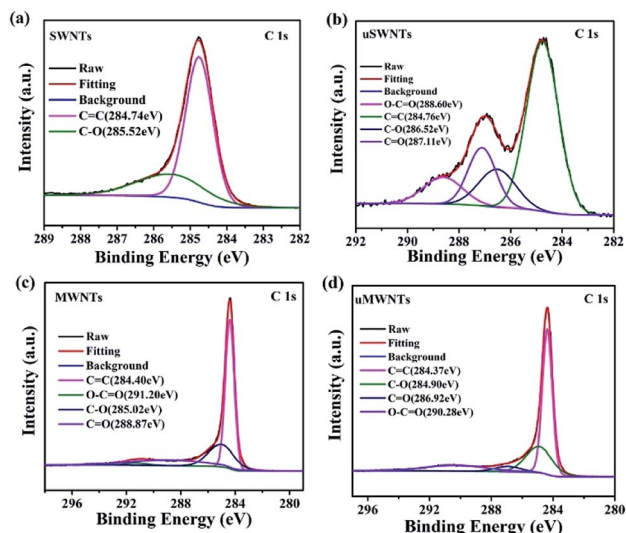 (a)
SWNTs
C 1s
Raw
Fitting
Background
C=C(284.74eV)
C-O(285.52eV)
Intensity (a.u.)
289 288 287 286 285 284 283 282
Binding Energy (eV)
(b)
uSWNTs
C 1s
Raw
Fitting
Background
O-C=O(288.60eV)
C=C(284.76eV)
C-O(286.52eV)
C=O(287.11eV)
Intensity (a.u.)
292 290 288 286 284 282
Binding Energy (eV)
(c)
MWNTs
C 1s
Raw
Fitting
Background
C=C(284.40eV)
O-C=O(291.20eV)
C-O(285.02eV)
C=O(288.87eV)
Intensity (a.u.)
296 292 288 284 280
Binding Energy (eV)
(d)
uMWNTs
C 1s
Raw
Fitting
Background
C=C(284.37eV)
C-O(284.90eV)
C=O(286.92eV)
O-C=O(290.28eV)
Intensity (a.u.)
296 292 288 284 280
Binding Energy (eV)